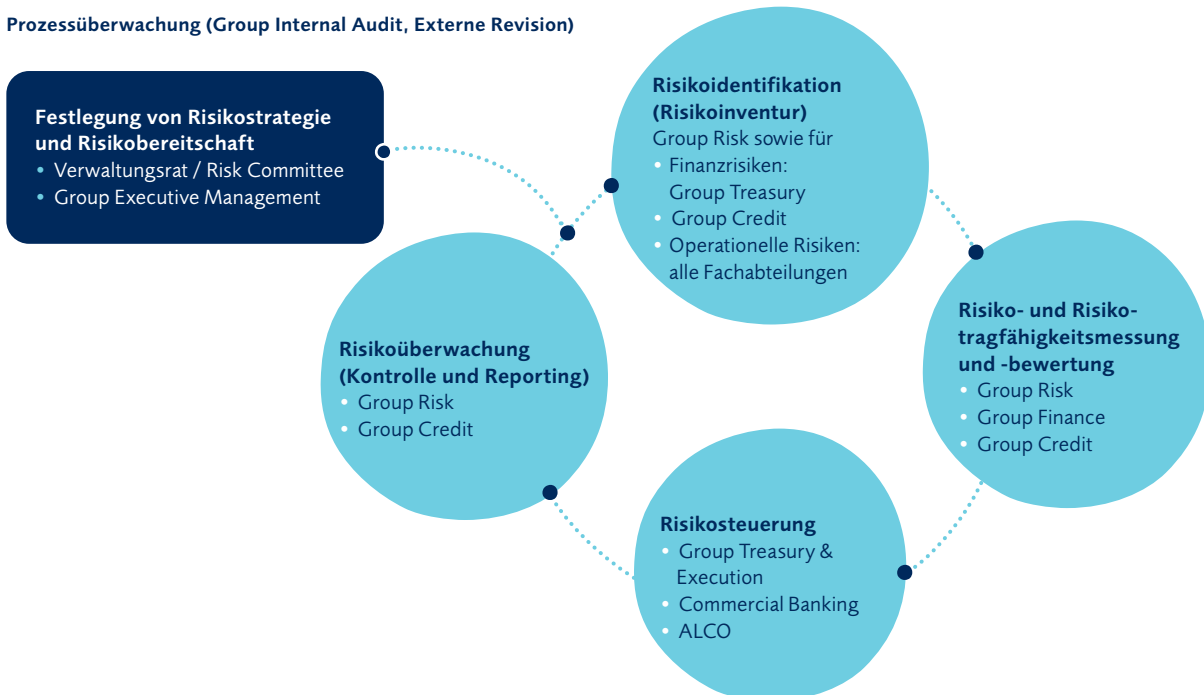 Prozessüberwachung (Group Internal Audit, Externe Revision)
Festlegung von Risikostrategie
und Risikobereitschaft
• Verwaltungsrat / Risk Committee
• Group Executive Management
Risikoidentifikation
(Risikoinventur)
Group Risk sowie für
• Finanzrisiken:
Group Treasury
• Group Credit
• Operationelle Risiken:
alle Fachabteilungen
Risiko- und Risiko-
tragfähigkeitsmessung
und -bewertung
• Group Risk
• Group Finance
• Group Credit
Risikosteuerung
• Group Treasury &
Execution
• Commercial Banking
• ALCO
Risikoüberwachung
(Kontrolle und Reporting)
• Group Risk
• Group Credit